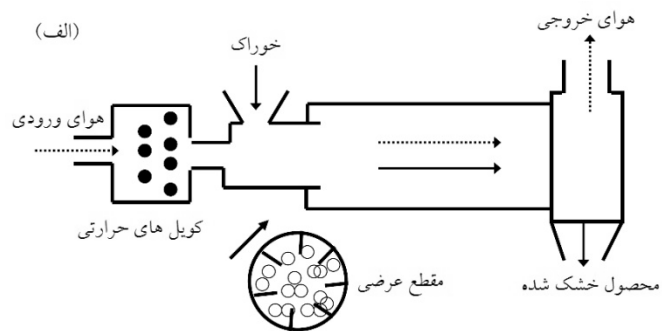 (الف)
هوای خروجی
خوراک
هوای ورودی
کویل های حرارتی
مقطع عرضی
محصول خشک شده